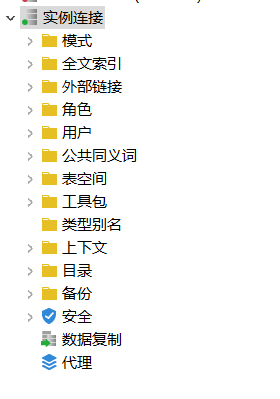 实例连接
模式
全文索引
外部链接
角色
用户
公共同义词
表空间
工具包
类型别名
上下文
目录
备份
安全
数据复制
代理